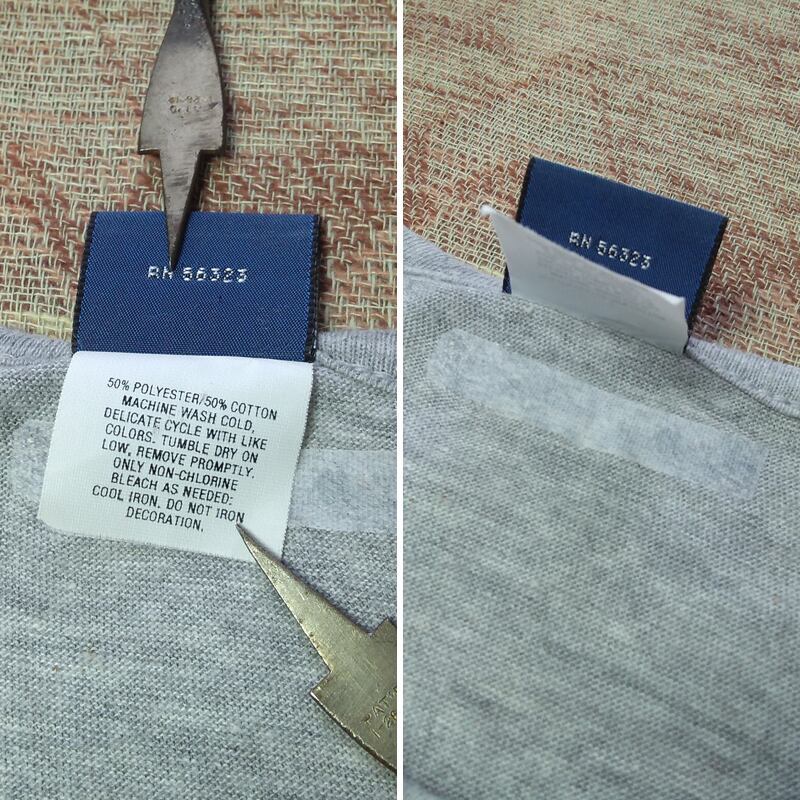 RN 56323
50% POLYESTER/50% COTTON
MACHINE WASH COLD,
DELICATE CYCLE WITH LIKE
COLORS. TUMBLE DRY ON
LOW, REMOVE PROMPTLY.
ONLY NON-CHLORINE
BLEACH AS NEEDED;
COOL IRON. DO NOT IRON
DECORATION.
RN 56323